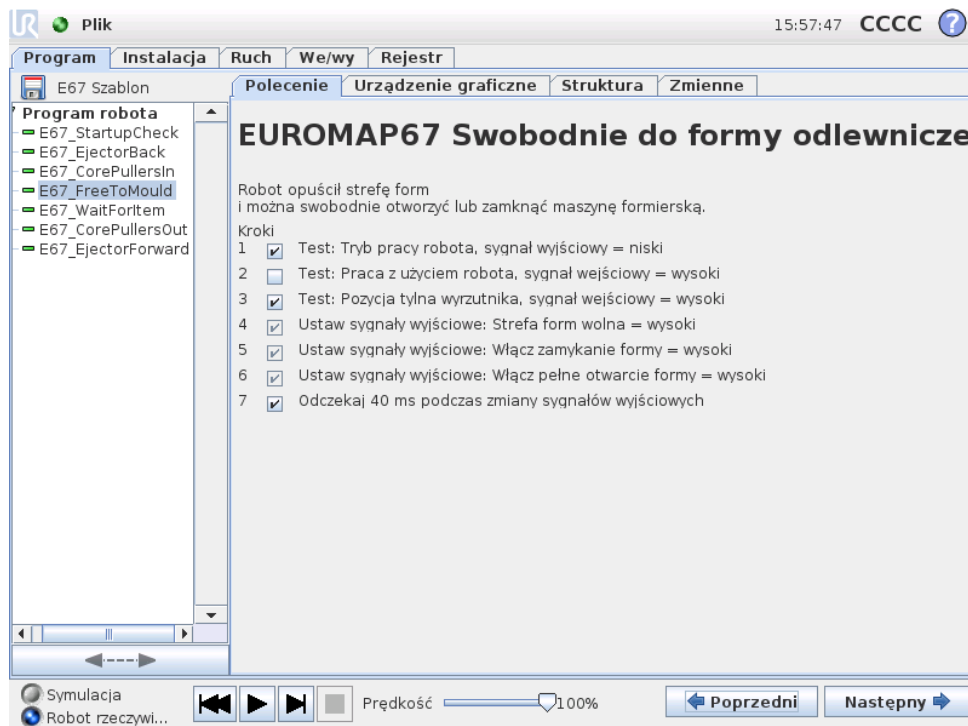 UR Plik 15:57:47 CCCC ?
Program Instalacja Ruch We/wy Rejestr
E67 Szablon
Polecenie Urządzenie graficzne Struktura Zmienne
Program robota
E67_StartupCheck
E67_EjectorBack
E67_CorePullersIn
E67_FreeToMould
E67_WaitForItem
E67_CorePullersOut
E67_EjectorForward
EUROMAP67 Swobodnie do formy odlewnicze
Robot opuścił strefę form
i można swobodnie otworzyć lub zamknąć maszynę formierską.
Kroki
1 Test: Tryb pracy robota, sygnał wyjściowy = niski
2 Test: Praca z użyciem robota, sygnał wejściowy = wysoki
3 Test: Pozycja tylna wyrzutnika, sygnał wejściowy = wysoki
4 Ustaw sygnały wyjściowe: Strefa form wolna = wysoki
5 Ustaw sygnały wyjściowe: Włącz zamykanie formy = wysoki
6 Ustaw sygnały wyjściowe: Włącz pełne otwarcie formy = wysoki
7 Odczekaj 40 ms podczas zmiany sygnałów wyjściowych
Symulacja
Robot rzeczywi...
Prędkość 100%
Poprzedni Następny